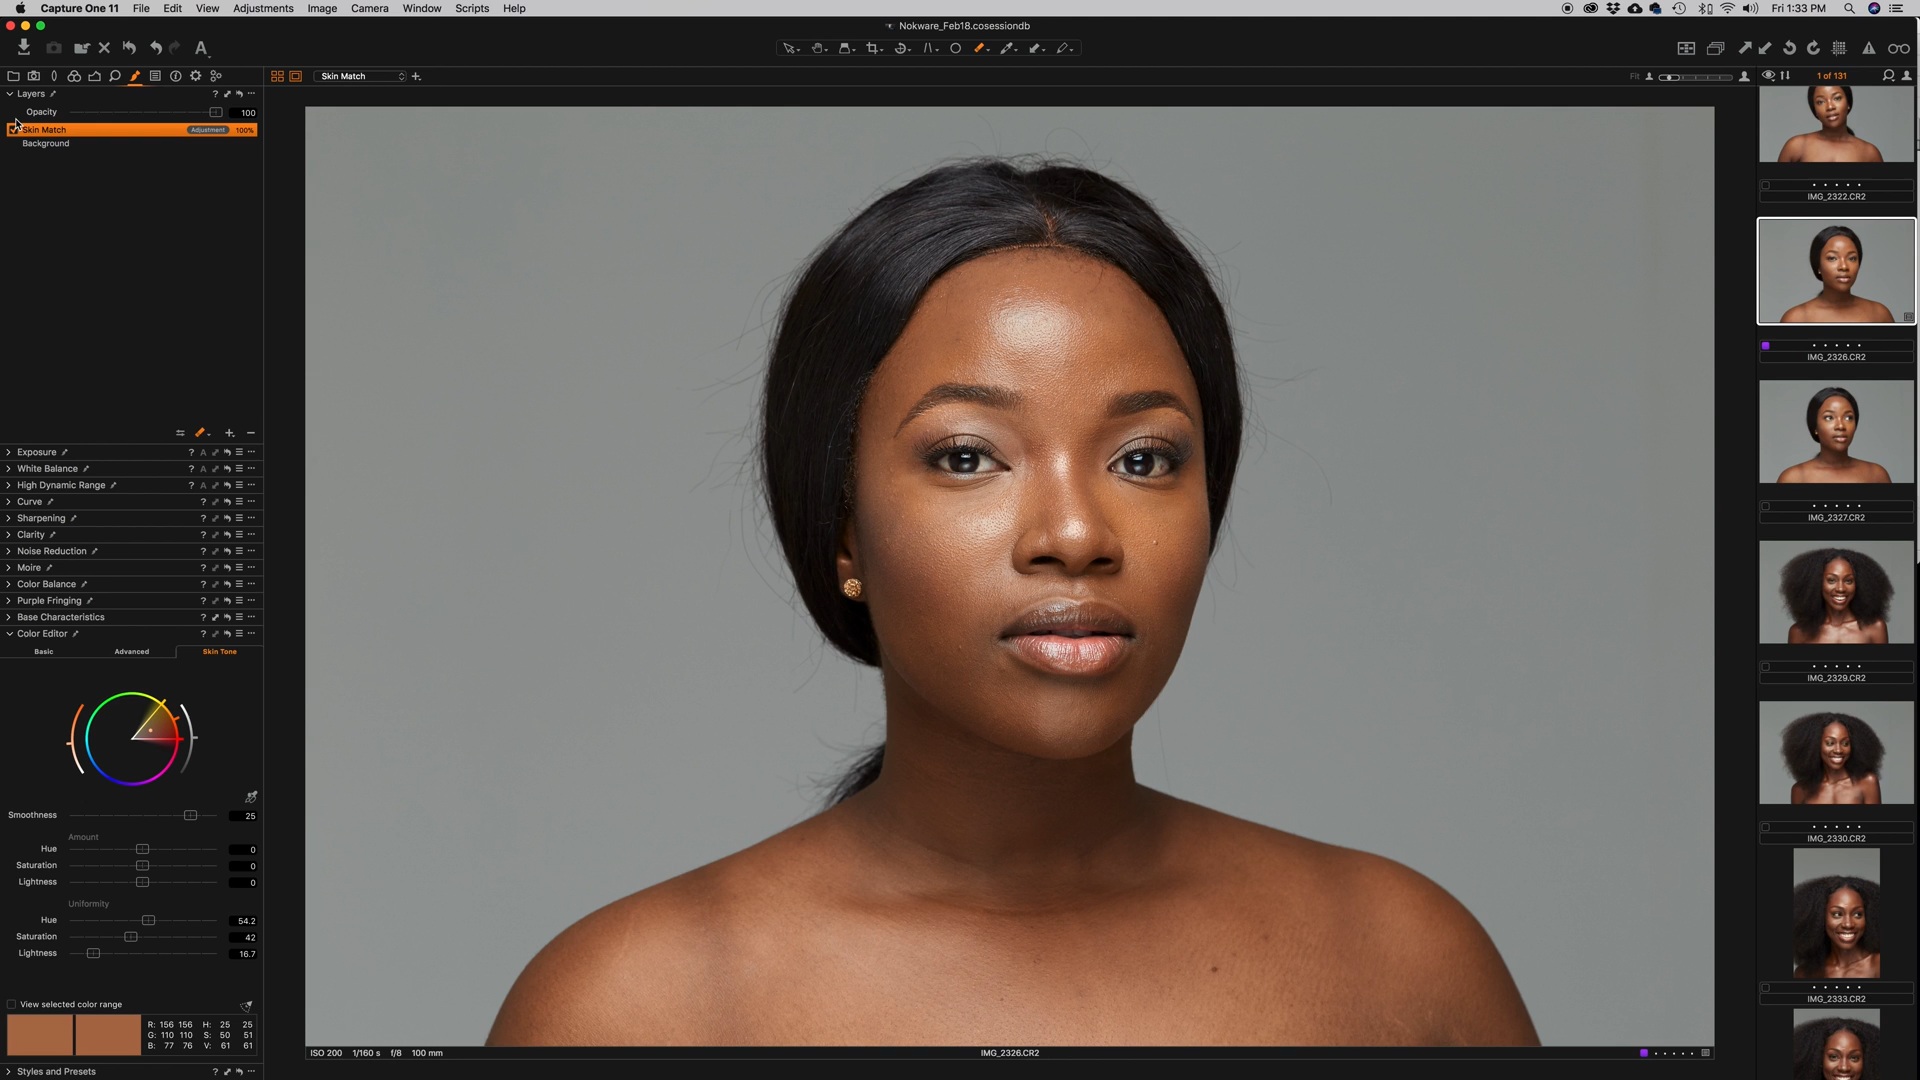 Capture One 11 File Edit View Adjustments Image Camera Window Scripts Help Fri 1:33 PM
Nokware_Feb18.cosessiondb
A
Skin Match Fit 1 of 131
Layers ?
Opacity 100
Skin Match Adjustment 100%
Background
Exposure ? A
White Balance ? A
High Dynamic Range ? A
Curve ?
Sharpening ?
Clarity ?
Noise Reduction ?
Moire ?
Color Balance ?
Purple Fringing ?
Base Characteristics ?
Color Editor ?
Basic Advanced Skin Tone
Smoothness 25
Amount
Hue 0
Saturation 0
Lightness 0
Uniformity
Hue 54.2
Saturation 42
Lightness 16.7
View selected color range
R: 156 156 H: 25 25
G: 110 110 S: 50 51
B: 77 76 V: 61 61
Styles and Presets ?
ISO 200 1/160 s f/8 100 mm
IMG_2326.CR2
IMG_2322.CR2
IMG_2326.CR2
IMG_2327.CR2
IMG_2329.CR2
IMG_2330.CR2
IMG_2333.CR2